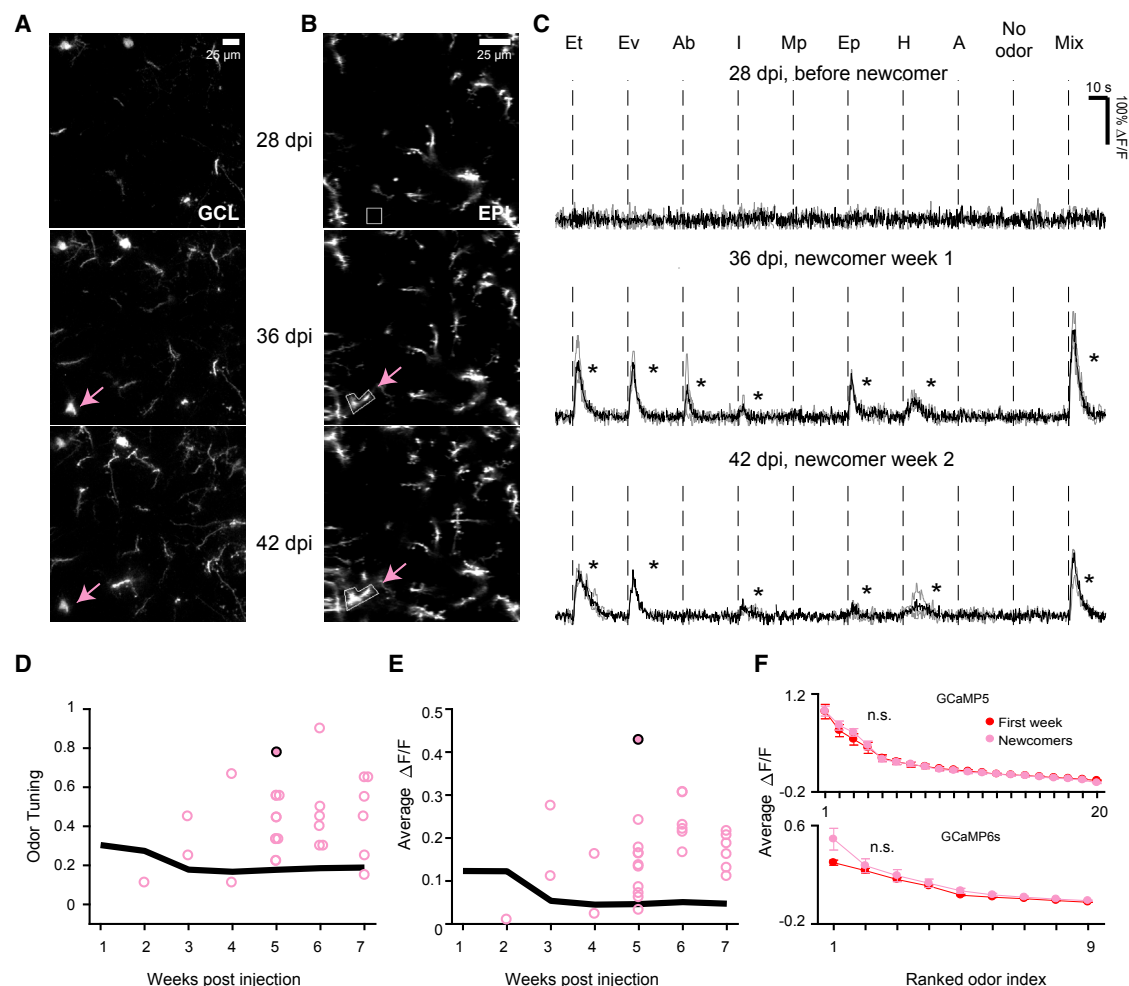 A
B
C
25 µm
25 µm
Et Ev Ab I Mp Ep H A No odor Mix
28 dpi, before newcomer
10 s
100% ΔF/F
28 dpi
GCL
EPL
36 dpi, newcomer week 1
* * * * * * *
36 dpi
42 dpi, newcomer week 2
* * * * * *
42 dpi
D
Odor Tuning
1
0.8
0.6
0.4
0.2
0
1 2 3 4 5 6 7
Weeks post injection
E
Average ΔF/F
0.5
0.4
0.3
0.2
0.1
0
1 2 3 4 5 6 7
Weeks post injection
F
Average ΔF/F
1.2
GCaMP5
n.s.
First week
Newcomers
-0.2
1 20
0.6
GCaMP6s
n.s.
-0.2
1 9
Ranked odor index